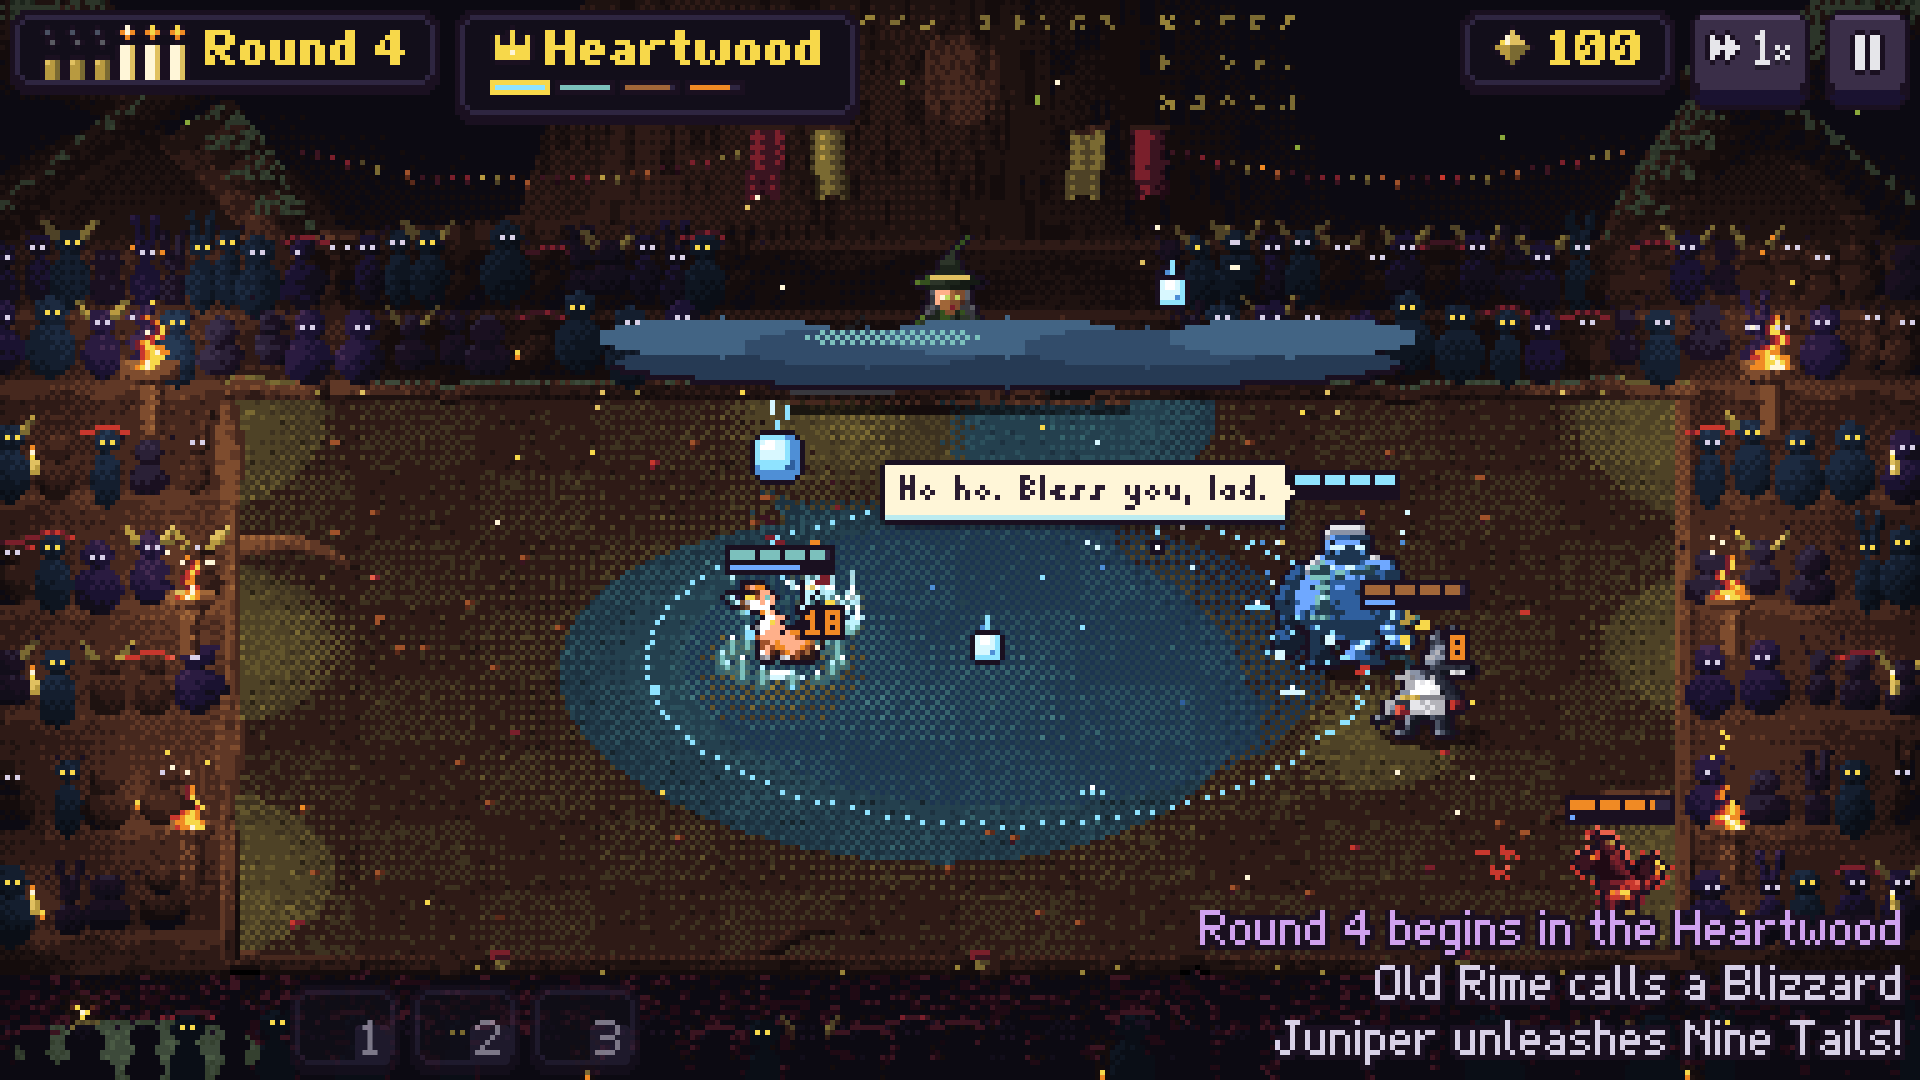 Round 4
Heartwood
100
1x
Ho ho. Bless you, lad.
18
8
Round 4 begins in the Heartwood
Old Rime calls a Blizzard
Juniper unleashes Nine Tails!
1 2 3